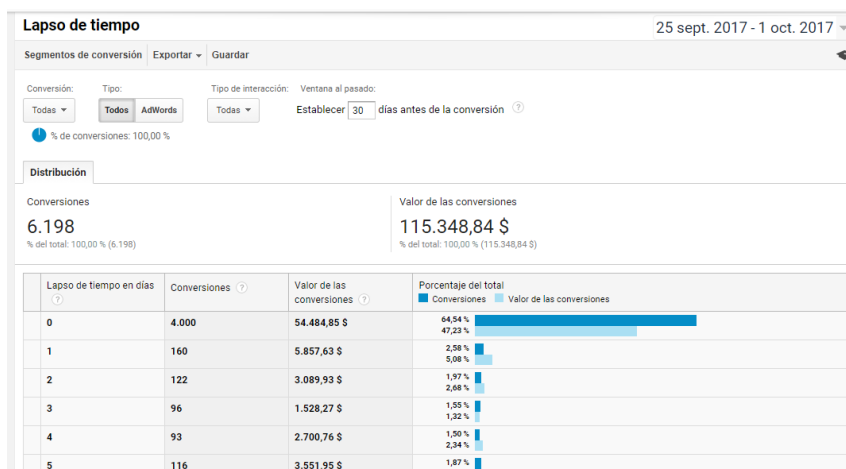 Lapso de tiempo
25 sept. 2017 - 1 oct. 2017
Segmentos de conversión Exportar Guardar
Conversión: Tipo: Tipo de interacción: Ventana al pasado:
Todas Todos AdWords Todas Establecer 30 días antes de la conversión ?
% de conversiones: 100,00 %
Distribución
Conversiones Valor de las conversiones
6.198 115.348,84 $
% del total: 100,00 % (6.198) % del total: 100,00 % (115.348,84 $)
Lapso de tiempo en días ? Conversiones ? Valor de las conversiones ? Porcentaje del total
Conversiones Valor de las conversiones
0 4.000 54.484,85 $ 64,54 %
47,23 %
1 160 5.857,63 $ 2,58 %
5,08 %
2 122 3.089,93 $ 1,97 %
2,68 %
3 96 1.528,27 $ 1,55 %
1,32 %
4 93 2.700,76 $ 1,50 %
2,34 %
5 116 3.551,95 $ 1,87 %